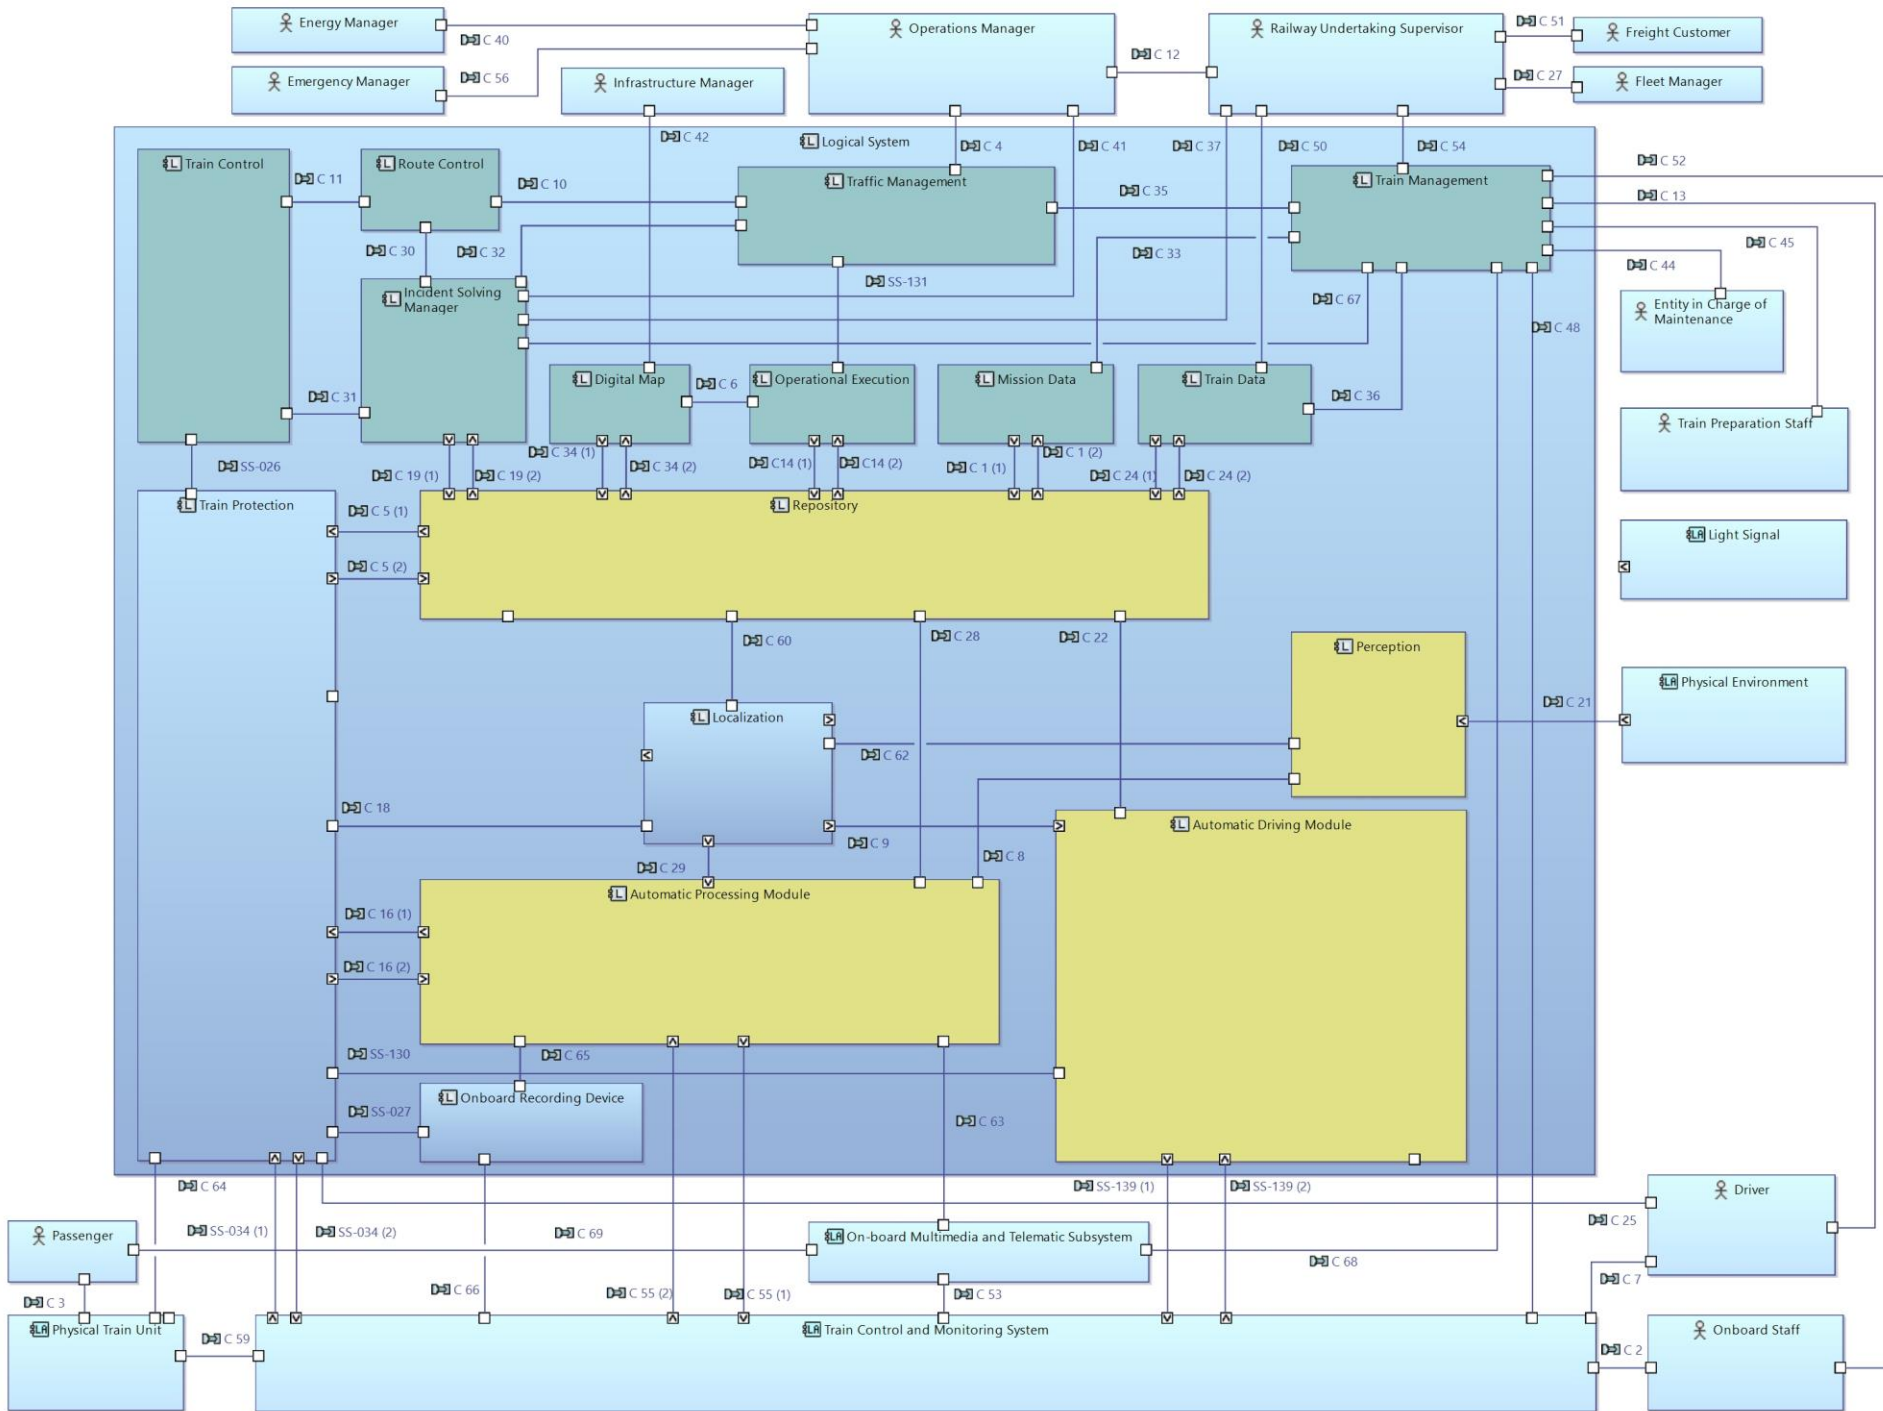 Energy Manager
Operations Manager
Railway Undertaking Supervisor
C 51
Freight Customer
C 40
C 12
Emergency Manager
C 56
Infrastructure Manager
C 27
Fleet Manager
Logical System
C 42
C 4
C 41
C 37
C 50
C 54
C 52
Train Control
C 11
Route Control
C 10
Traffic Management
C 35
Train Management
C 13
C 30
C 32
C 33
C 45
C 44
SS-131
C 67
Incident Solving
Manager
Entity in Charge of
Maintenance
C 48
Digital Map
C 6
Operational Execution
Mission Data
Train Data
C 31
C 36
Train Preparation Staff
SS-026
C 19 (1)
C 19 (2)
C 34 (1)
C 34 (2)
C14 (1)
C14 (2)
C 1 (1)
C 1 (2)
C 24 (1)
C 24 (2)
Train Protection
C 5 (1)
Repository
Light Signal
C 5 (2)
C 60
C 28
C 22
Perception
Physical Environment
C 21
Localization
C 62
C 18
C 9
Automatic Driving Module
C 29
C 8
Automatic Processing Module
C 16 (1)
C 16 (2)
SS-130
C 65
Onboard Recording Device
SS-027
C 63
C 64
SS-139 (1)
SS-139 (2)
Driver
C 25
Passenger
SS-034 (1)
SS-034 (2)
C 69
On-board Multimedia and Telematic Subsystem
C 68
C 7
C 3
C 66
C 55 (2)
C 55 (1)
C 53
Physical Train Unit
C 59
Train Control and Monitoring System
C 2
Onboard Staff